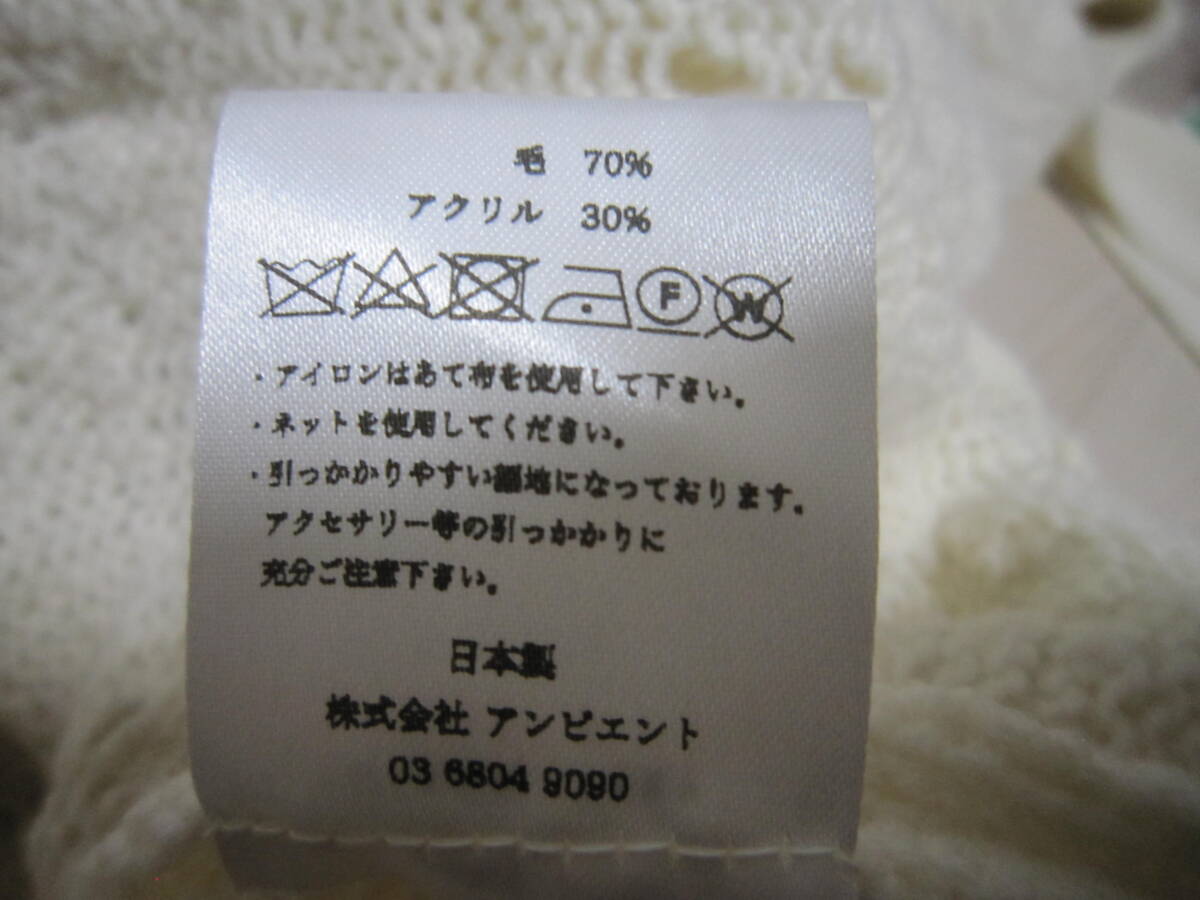 毛 70%
アクリル 30%
F W
・アイロンはあて布を使用して下さい。
・ネットを使用してください。
・引っかかりやすい編地になっております。
アクセサリー等の引っかかりに
充分ご注意下さい。
日本製
株式会社 アンビエント
03 6804 9090